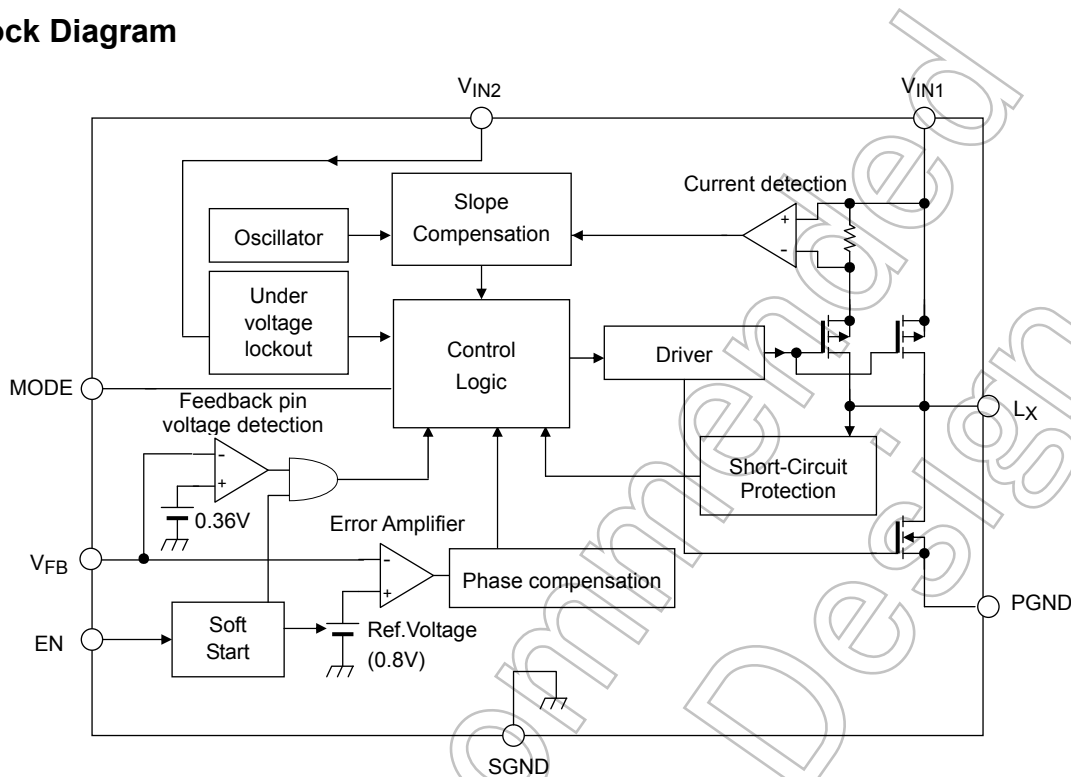 ock Diagram
VIN2
VIN1
Current detection
Slope
Compensation
Oscillator
+
-
Under
voltage
lockout
Control
Logic
Driver
MODE
Feedback pin
voltage detection
LX
-
+
Short-Circuit
Protection
0.36V
Error Amplifier
VFB
-
+
Phase compensation
EN
Soft
Start
Ref.Voltage
(0.8V)
PGND
SGND
ommended
Design